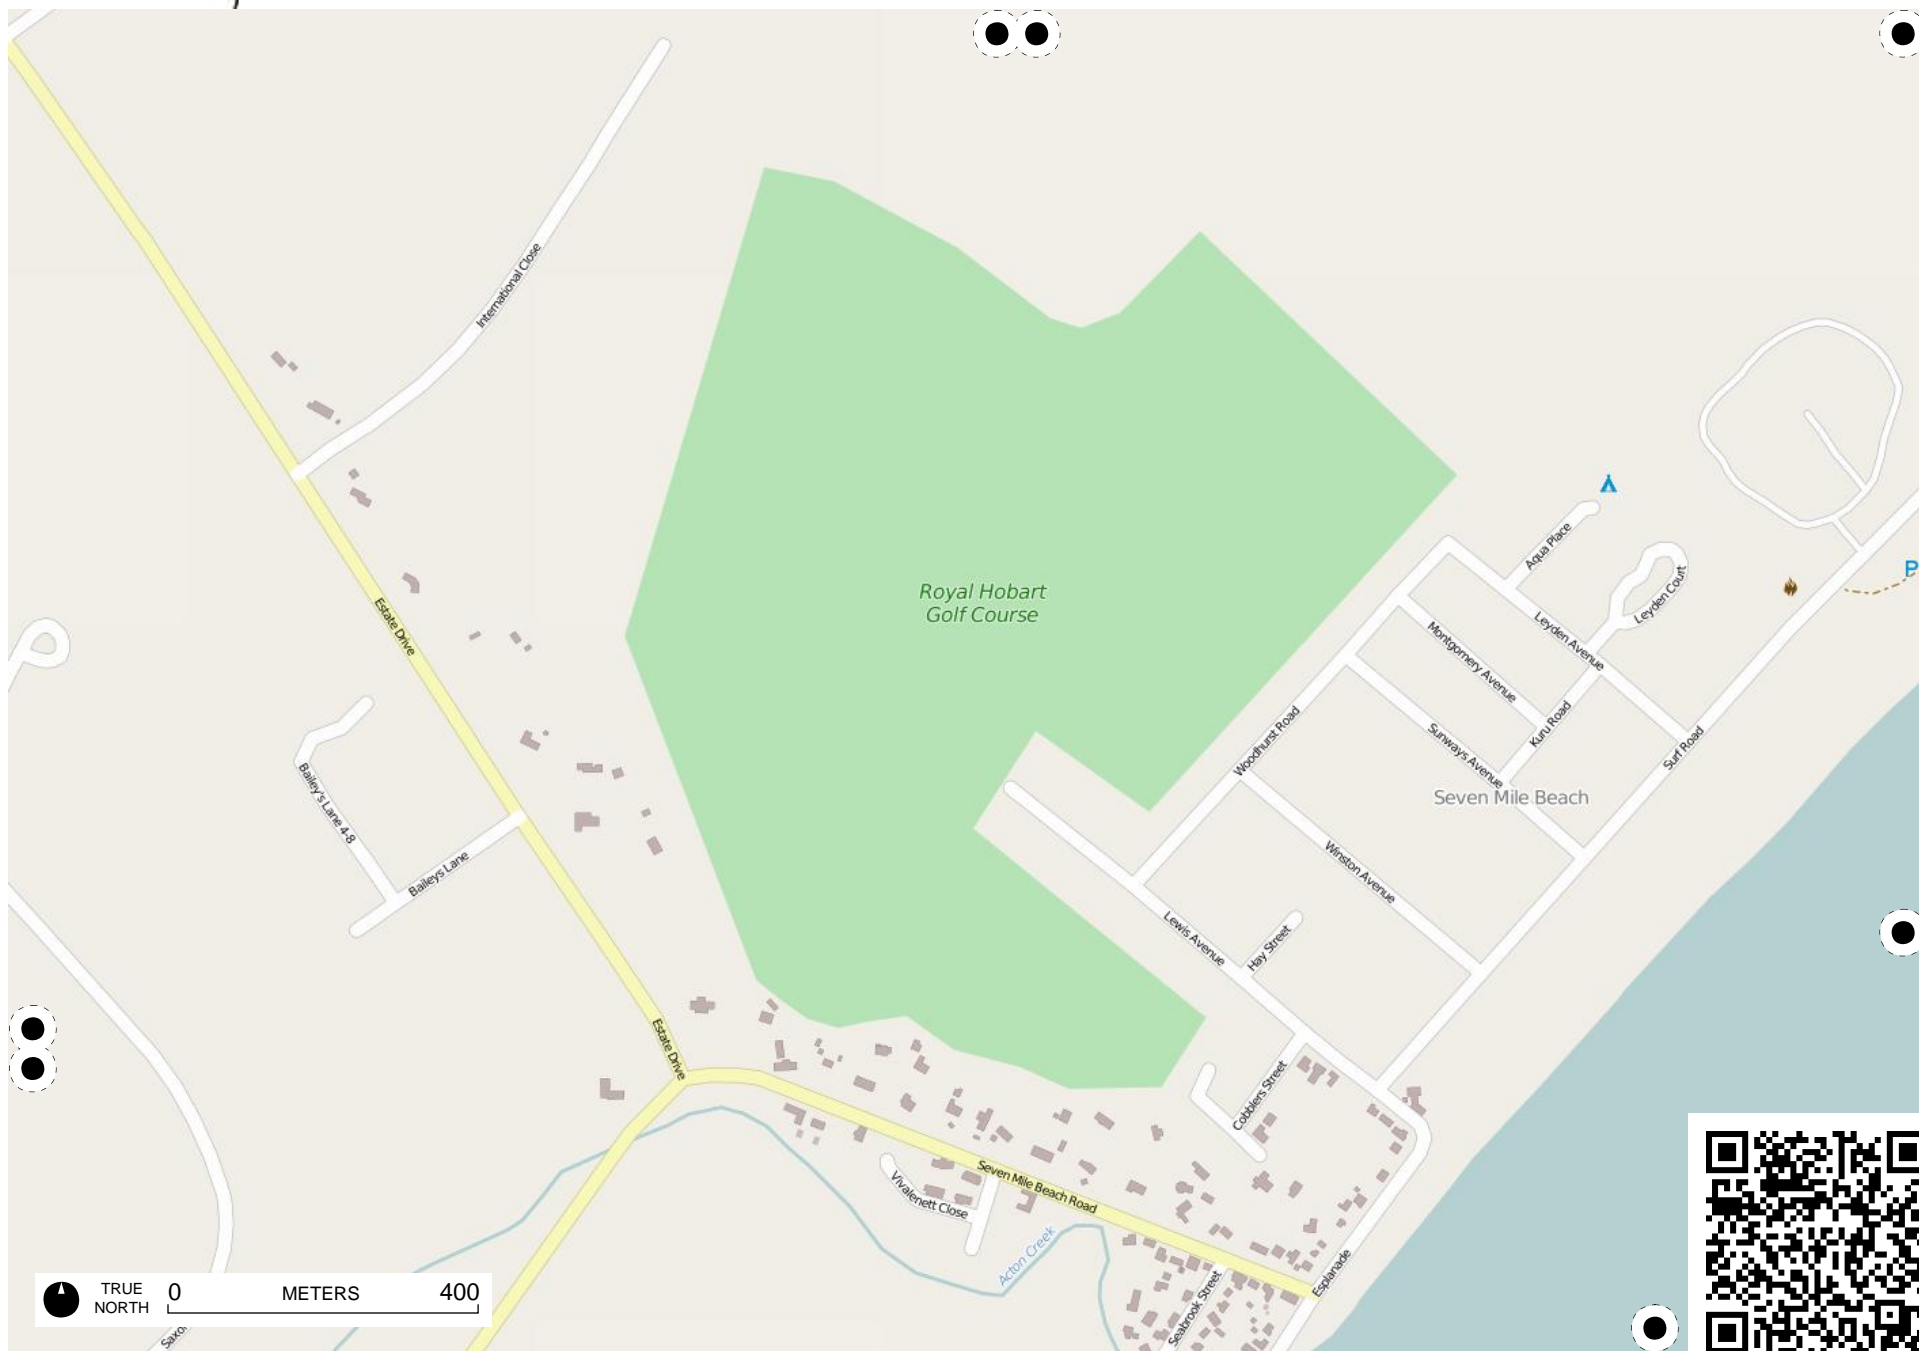 International Close
Estate Drive
Royal Hobart
Golf Course
Aqua Place
Leyden Court
Leyden Avenue
Montgomery Avenue
Kuru Road
Sunways Avenue
Woodhurst Road
Surf Road
P
Seven Mile Beach
Bailey's Lane 4-8
Baileys Lane
Winston Avenue
Lewis Avenue
Hay Street
Estate Drive
Cobblers Street
Seven Mile Beach Road
Vivalenett Close
Acton Creek
Esplanade
Seabrook Street
TRUE
NORTH
0 METERS 400